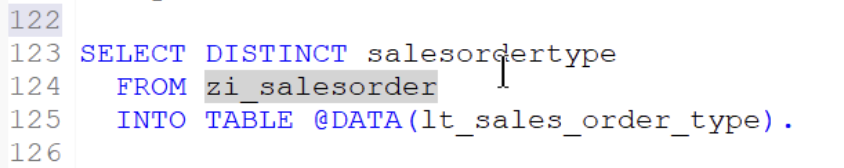 122
123 SELECT DISTINCT salesordertype
124 FROM zi_salesorder
125 INTO TABLE @DATA(lt_sales_order_type).
126